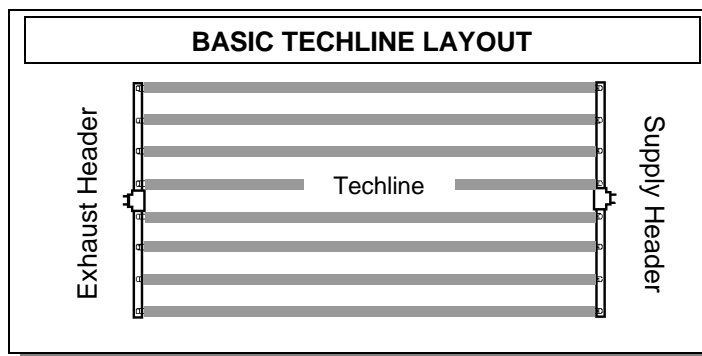 BASIC TECHLINE LAYOUT
Exhaust Header
Techline
Supply Header